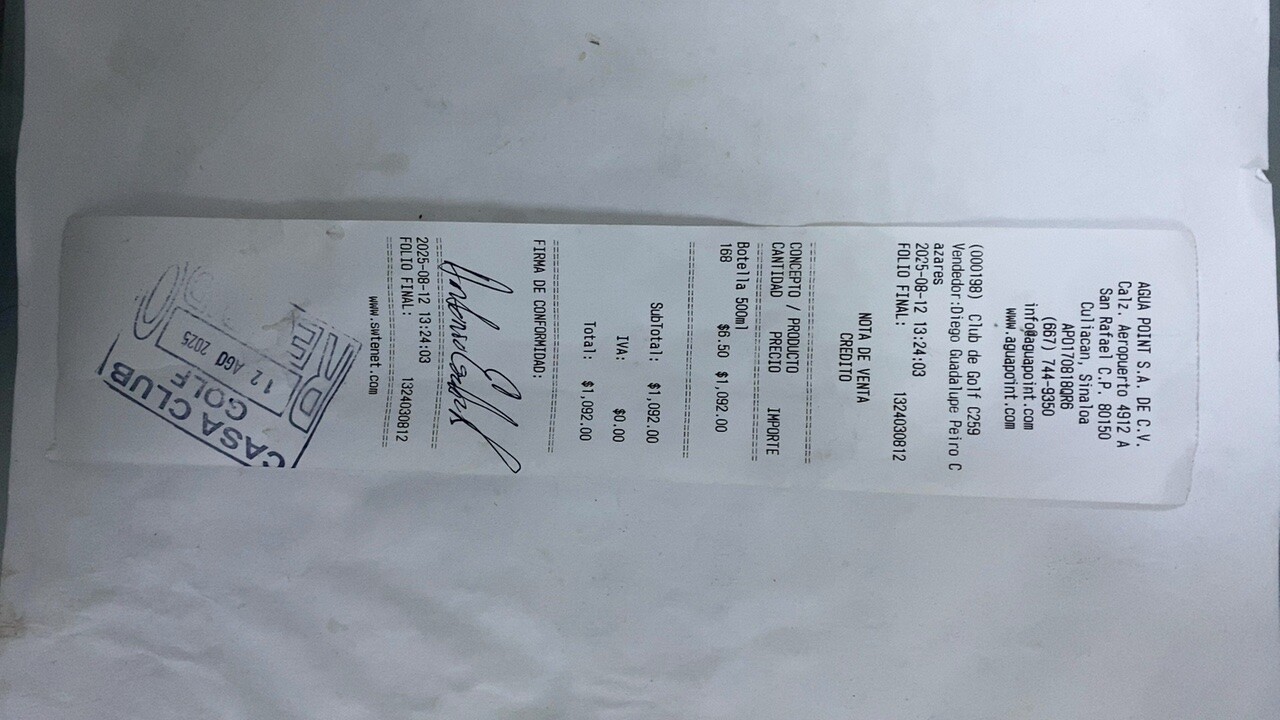 AGUA POINT S.A. DE C.V.
Calz. Aeropuerto 4912 A
San Rafael C.P. 80150
Culiacan, Sinaloa
APO170818QR6
(667) 744-9350
info@aguapoint.com
www.aguapoint.com
(000198) Club de Golf C259
Vendedor:Diego Guadalupe Peiro C
azares
2025-08-12 13:24:03
FOLIO FINAL: 1324030812
NOTA DE VENTA
CREDITO
================================
CONCEPTO / PRODUCTO
CANTIDAD PRECIO IMPORTE
================================
Botella 500ml
168 $6.50 $1,092.00
================================
SubTotal: $1,092.00
IVA: $0.00
Total: $1,092.00
================================
FIRMA DE CONFORMIDAD:
================================
2025-08-12 13:24:03
FOLIO FINAL: 1324030812
================================
www.swtenet.com
12 AGO 2025
GOLF
CASA CLUB